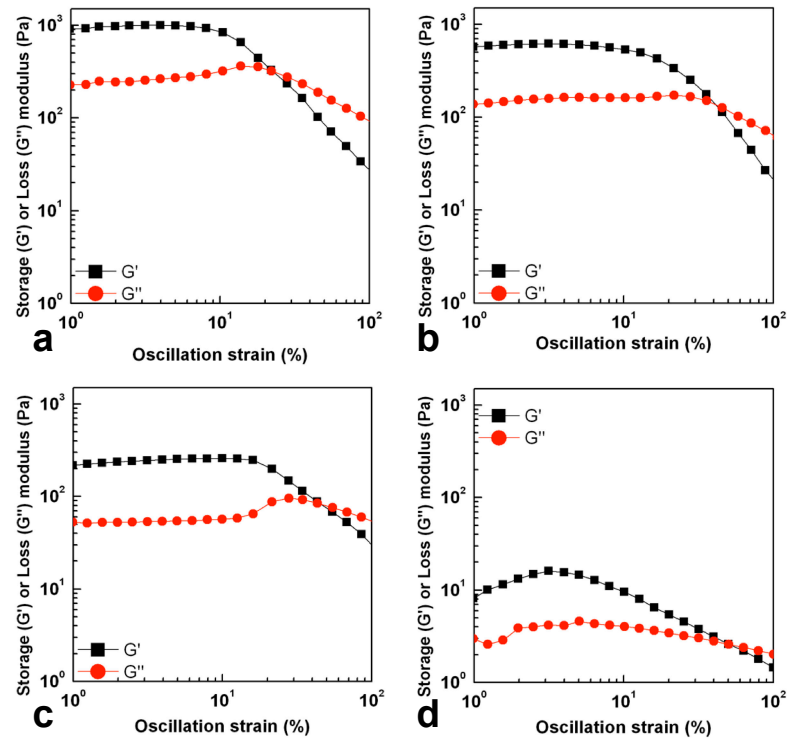 Storage (G') or Loss (G'') modulus (Pa)
10³
10²
10¹
10⁰
G'
G''
10⁰ 10¹ 10²
Oscillation strain (%)
a
Storage (G') or Loss (G'') modulus (Pa)
10³
10²
10¹
10⁰
G'
G''
10⁰ 10¹ 10²
Oscillation strain (%)
b
Storage (G') or Loss (G'') modulus (Pa)
10³
10²
10¹
10⁰
G'
G''
10⁰ 10¹ 10²
Oscillation strain (%)
c
Storage (G') or Loss (G'') modulus (Pa)
G'
G''
10³
10²
10¹
10⁰
10⁰ 10¹ 10²
Oscillation strain (%)
d